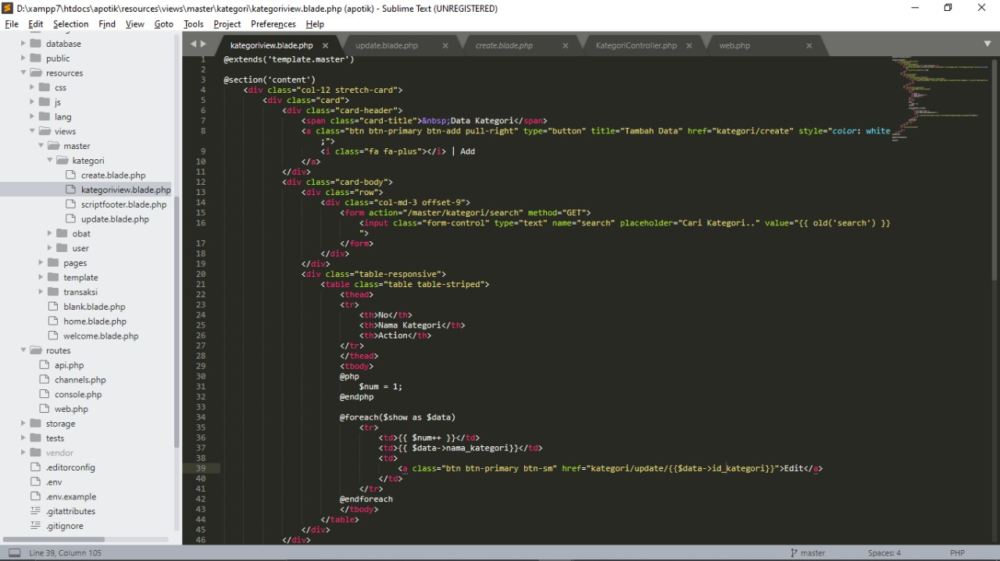 D:\xampp7\htdocs\apotik\resources\views\master\kategori\kategoriview.blade.php (apotik) - Sublime Text (UNREGISTERED)
File Edit Selection Find View Goto Tools Project Preferences Help
database
public
resources
css
js
lang
views
master
kategori
create.blade.php
kategoriview.blade.php
scriptfooter.blade.php
update.blade.php
obat
user
pages
template
transaksi
blank.blade.php
home.blade.php
welcome.blade.php
routes
api.php
channels.php
console.php
web.php
storage
tests
vendor
.editorconfig
.env
.env.example
.gitattributes
.gitignore
kategoriview.blade.php update.blade.php create.blade.php KategoriController.php web.php
1 @extends('template.master')
2
3 @section('content')
4 <div class="col-12 stretch-card">
5 <div class="card">
6 <div class="card-header">
7 <span class="card-title">&nbsp;Data Kategori</span>
8 <a class="btn btn-primary btn-add pull-right" type="button" title="Tambah Data" href="kategori/create" style="color: white
;">
9 <i class="fa fa-plus"></i> | Add
10 </a>
11 </div>
12 <div class="card-body">
13 <div class="row">
14 <div class="col-md-3 offset-9">
15 <form action="/master/kategori/search" method="GET">
16 <input class="form-control" type="text" name="search" placeholder="Cari Kategori.." value="{{ old('search') }}
">
17 </form>
18 </div>
19 </div>
20 <div class="table-responsive">
21 <table class="table table-striped">
22 <thead>
23 <tr>
24 <th>No</th>
25 <th>Nama Kategori</th>
26 <th>Action</th>
27 </tr>
28 </thead>
29 <tbody>
30 @php
31 $num = 1;
32 @endphp
33
34 @foreach($show as $data)
35 <tr>
36 <td>{{ $num++ }}</td>
37 <td>{{ $data->nama_kategori}}</td>
38 <td>
39 <a class="btn btn-primary btn-sm" href="kategori/update/{{$data->id_kategori}}">Edit</a>
40 </td>
41 </tr>
42 @endforeach
43 </tbody>
44 </table>
45 </div>
46 </div>
Line 39, Column 105 master Spaces: 4 PHP